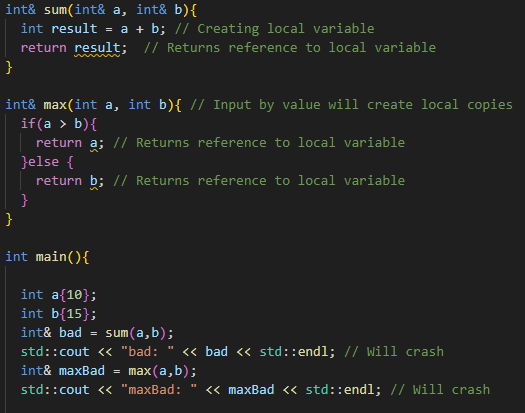 int& sum(int& a, int& b){
  int result = a + b; // Creating local variable
  return result;  // Returns reference to local variable
}

int& max(int a, int b){ // Input by value will create local copies
  if(a > b){
    return a; // Returns reference to local variable
  }else {
    return b; // Returns reference to local variable
  }
}

int main(){

  int a{10};
  int b{15};
  int& bad = sum(a,b);
  std::cout << "bad: " << bad << std::endl; // Will crash
  int& maxBad = max(a,b);
  std::cout << "maxBad: " << maxBad << std::endl; // Will crash